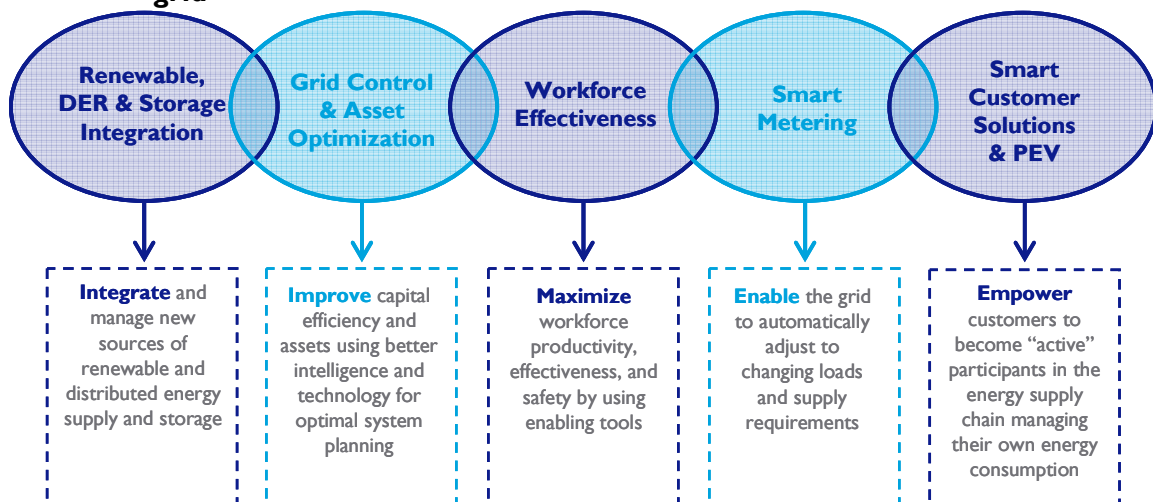 grid
Renewable,
DER & Storage
Integration
Grid Control
& Asset
Optimization
Workforce
Effectiveness
Smart
Metering
Smart
Customer
Solutions
& PEV
Integrate and
manage new
sources of
renewable and
distributed energy
supply and storage
Improve capital
efficiency and
assets using better
intelligence and
technology for
optimal system
planning
Maximize
workforce
productivity,
effectiveness, and
safety by using
enabling tools
Enable the grid
to automatically
adjust to
changing loads
and supply
requirements
Empower
customers to
become “active”
participants in the
energy supply
chain managing
their own energy
consumption